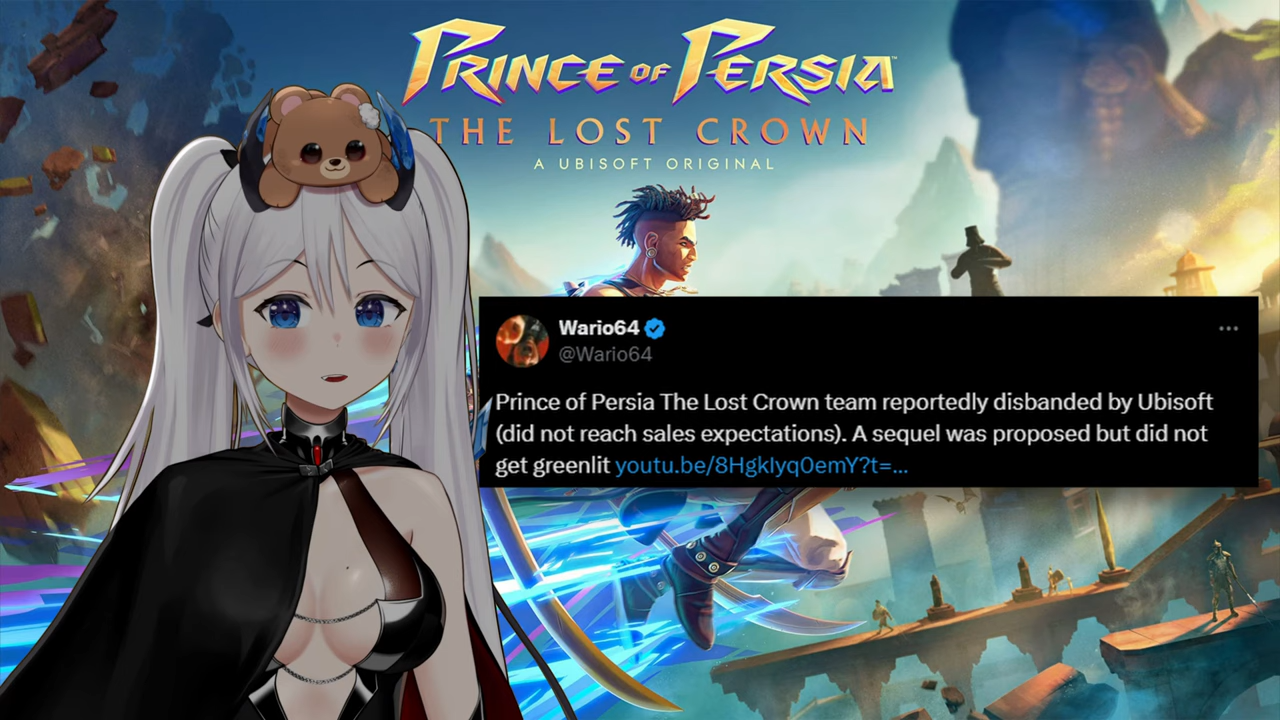 PRINCE OF PERSIA™
THE LOST CROWN
A UBISOFT ORIGINAL
Wario64
@Wario64
Prince of Persia The Lost Crown team reportedly disbanded by Ubisoft
(did not reach sales expectations). A sequel was proposed but did not
get greenlit youtu.be/8HgkIyq0emY?t=...